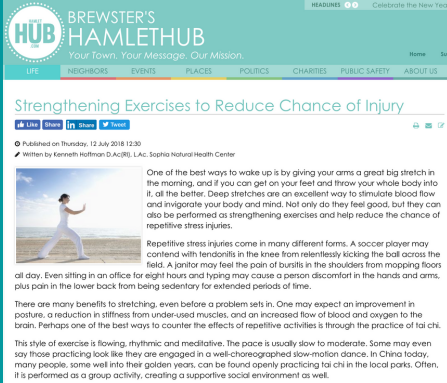 HEADLINES Celebrate the New Yea
HAMLET
HUB
.COM
BREWSTER'S
HAMLETHUB
Your Town. Your Message. Our Mission.
Home Su
LIFE NEIGHBORS EVENTS PLACES POLITICS CHARITIES PUBLIC SAFETY ABOUT US
Strengthening Exercises to Reduce Chance of Injury
Like Share in Share Tweet
Published on Thursday, 12 July 2018 12:30
Written by Kenneth Hoffman D.Ac(RI), L.Ac, Sophia Natural Health Center
One of the best ways to wake up is by giving your arms a great big stretch in
the morning, and if you can get on your feet and throw your whole body into
it, all the better. Deep stretches are an excellent way to stimulate blood flow
and invigorate your body and mind. Not only do they feel good, but they can
also be performed as strengthening exercises and help reduce the chance of
repetitive stress injuries.
Repetitive stress injuries come in many different forms. A soccer player may
contend with tendonitis in the knee from relentlessly kicking the ball across the
field. A janitor may feel the pain of bursitis in the shoulders from mopping floors
all day. Even sitting in an office for eight hours and typing may cause a person discomfort in the hands and arms,
plus pain in the lower back from being sedentary for extended periods of time.
There are many benefits to stretching, even before a problem sets in. One may expect an improvement in
posture, a reduction in stiffness from under-used muscles, and an increased flow of blood and oxygen to the
brain. Perhaps one of the best ways to counter the effects of repetitive activities is through the practice of tai chi.
This style of exercise is flowing, rhythmic and meditative. The pace is usually slow to moderate. Some may even
say those practicing look like they are engaged in a well-choreographed slow-motion dance. In China today,
many people, some well into their golden years, can be found openly practicing tai chi in the local parks. Often,
it is performed as a group activity, creating a supportive social environment as well.